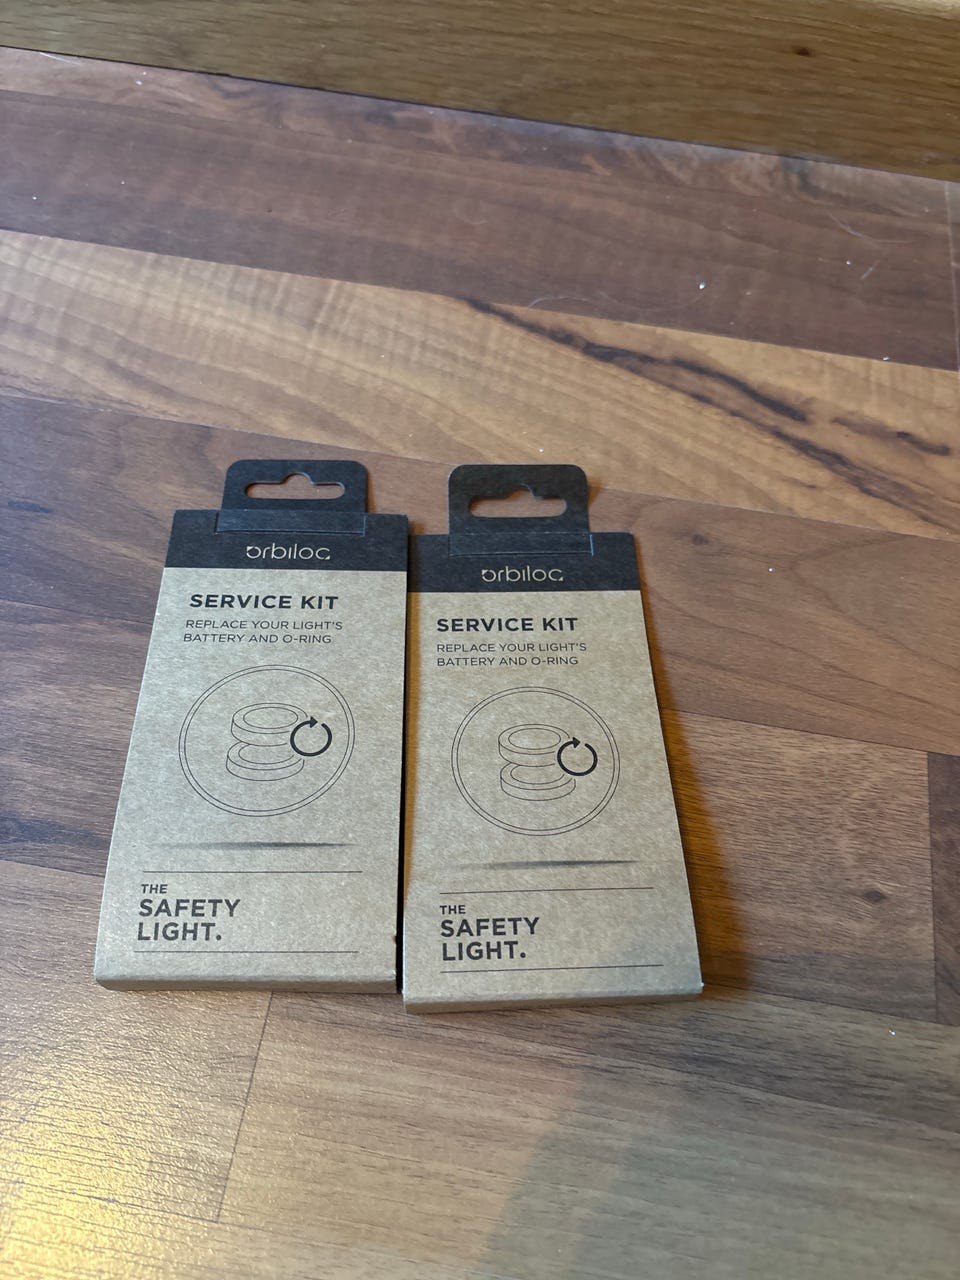 orbiloc
SERVICE KIT
REPLACE YOUR LIGHT'S
BATTERY AND O-RING
THE
SAFETY
LIGHT.
orbiloc
SERVICE KIT
REPLACE YOUR LIGHT'S
BATTERY AND O-RING
THE
SAFETY
LIGHT.